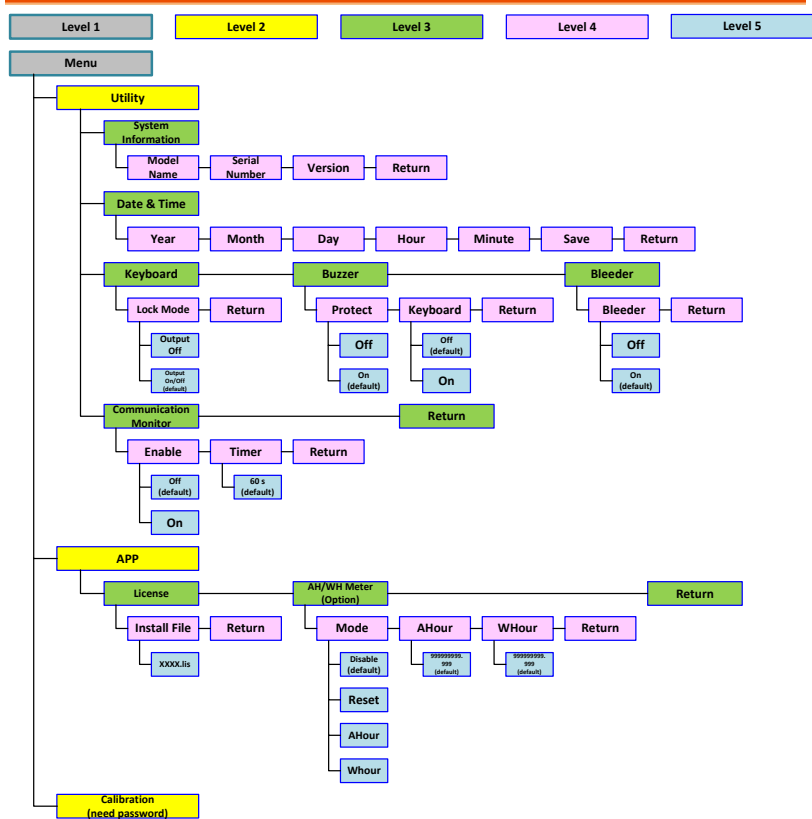 Level 1
Level 2
Level 3
Level 4
Level 5
Menu
Utility
System
Information
Model
Name
Serial
Number
Version
Return
Date & Time
Year
Month
Day
Hour
Minute
Save
Return
Keyboard
Buzzer
Bleeder
Lock Mode
Return
Protect
Keyboard
Return
Bleeder
Return
Output
Off
Off
Off
(default)
Off
Output
On/Off
(default)
On
(default)
On
On
(default)
Communication
Monitor
Return
Enable
Timer
Return
Off
(default)
60 s
(default)
On
APP
License
AH/WH Meter
(Option)
Return
Install File
Return
Mode
AHour
WHour
Return
XXXX.lis
Disable
(default)
999999999.
999
(default)
999999999.
999
(default)
Reset
AHour
Whour
Calibration
(need password)